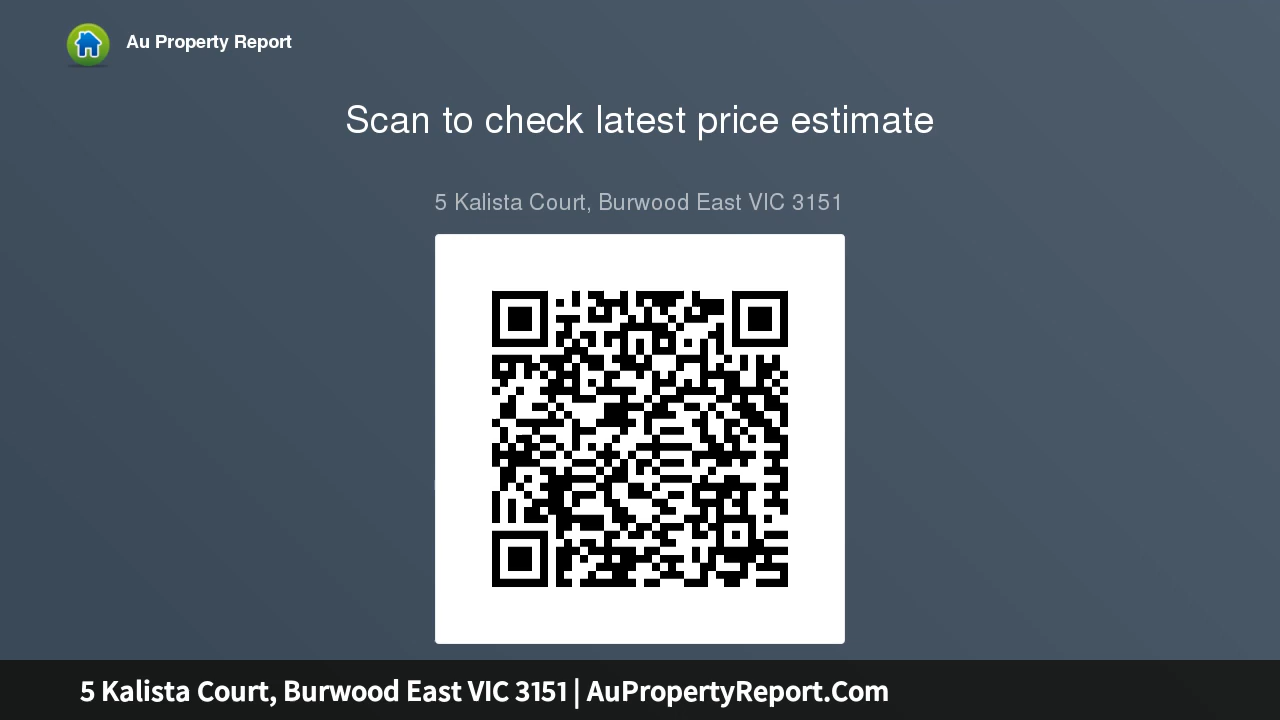 Au Property Report
Scan to check latest price estimate
5 Kalista Court, Burwood East VIC 3151
5 Kalista Court, Burwood East VIC 3151 | AuPropertyReport.Com